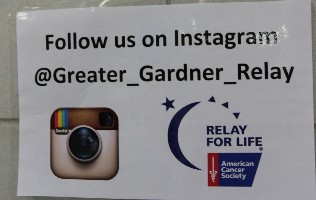 Follow us on Instagram
@Greater_Gardner_Relay
RELAY
FOR LIFE
American
Cancer
Society